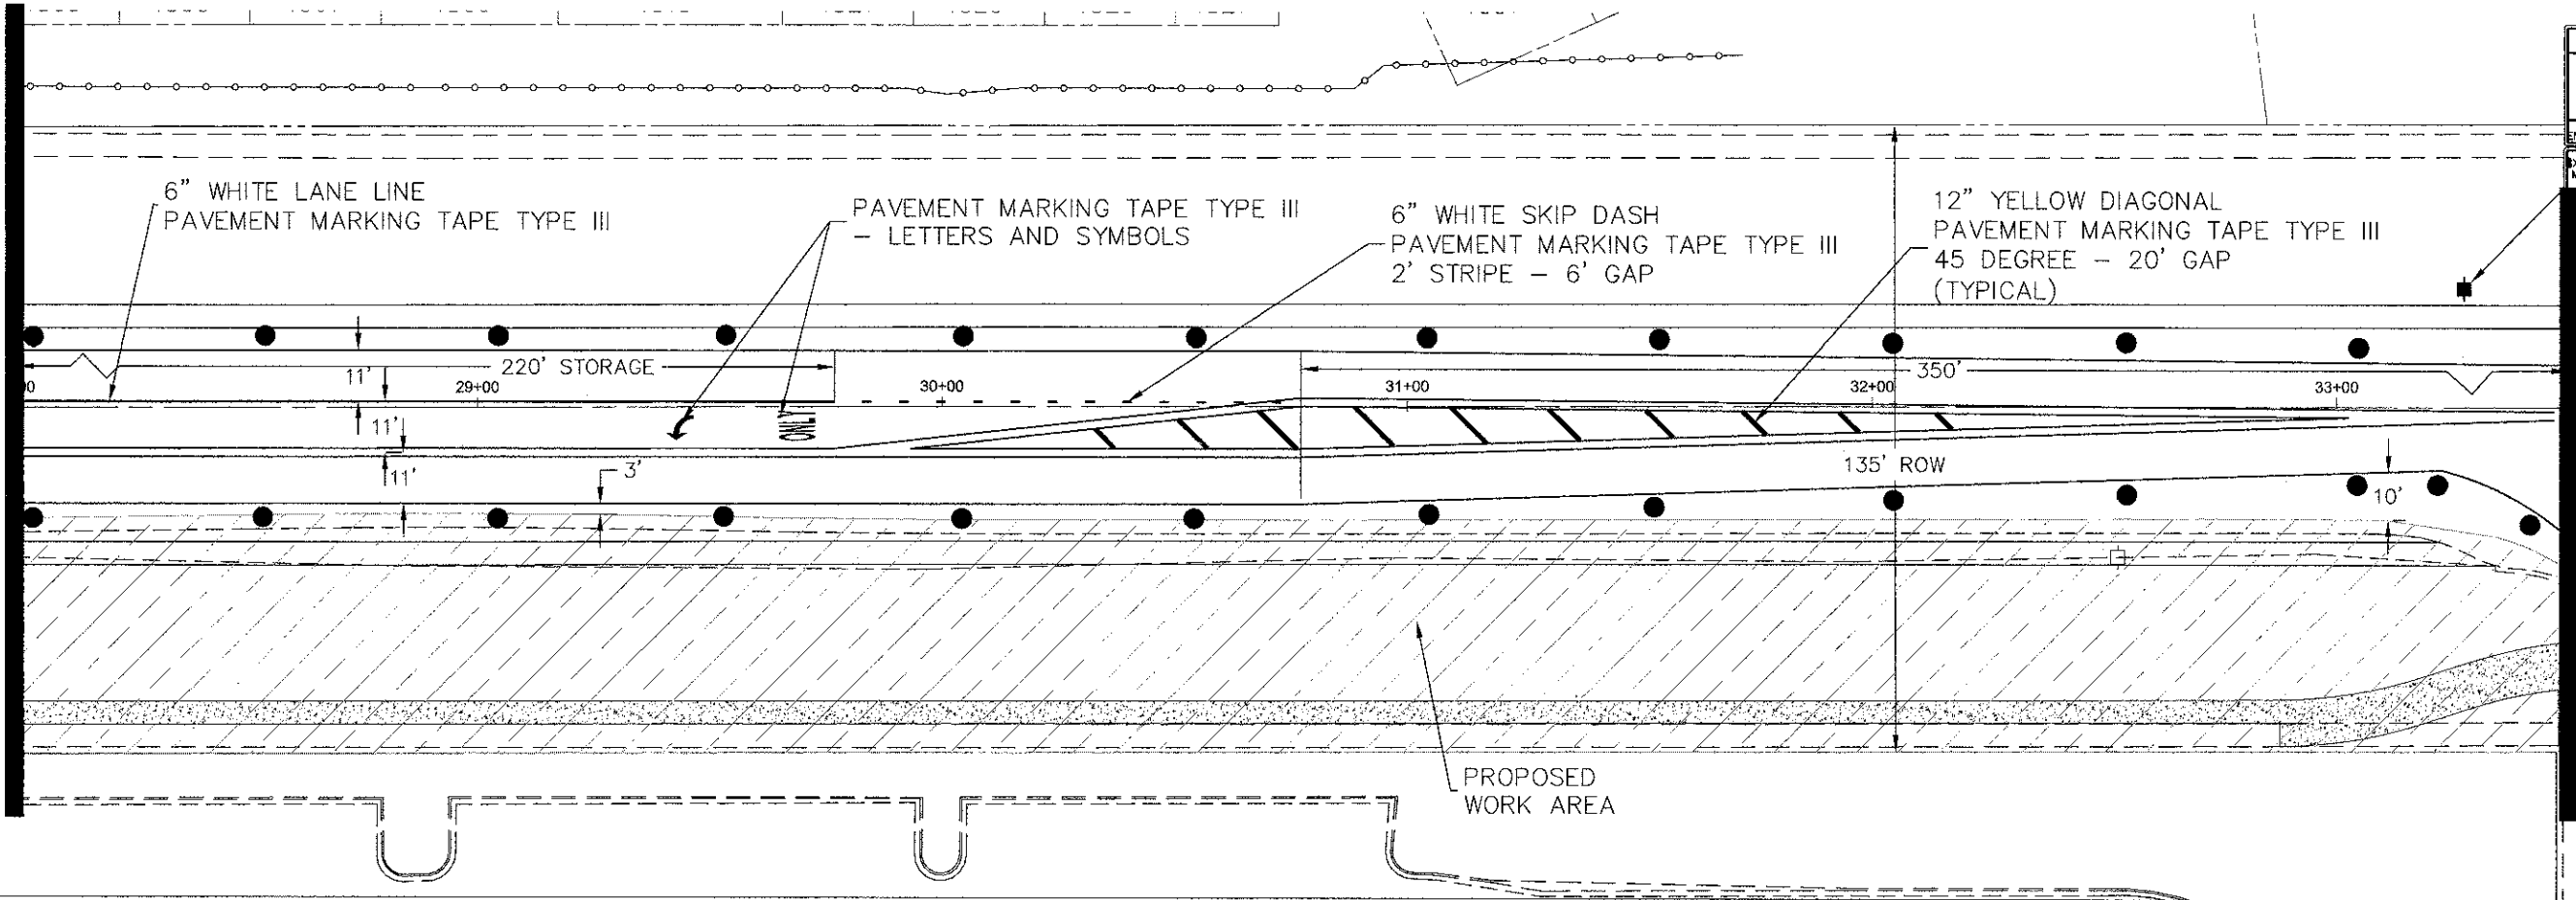 6" WHITE LANE LINE
PAVEMENT MARKING TAPE TYPE III
PAVEMENT MARKING TAPE TYPE III
– LETTERS AND SYMBOLS
6" WHITE SKIP DASH
PAVEMENT MARKING TAPE TYPE III
2' STRIPE – 6' GAP
12" YELLOW DIAGONAL
PAVEMENT MARKING TAPE TYPE III
45 DEGREE – 20' GAP
(TYPICAL)
220' STORAGE
350'
11'
29+00
30+00
31+00
32+00
33+00
11'
11'
3'
135' ROW
10'
ONLY
PROPOSED
WORK AREA